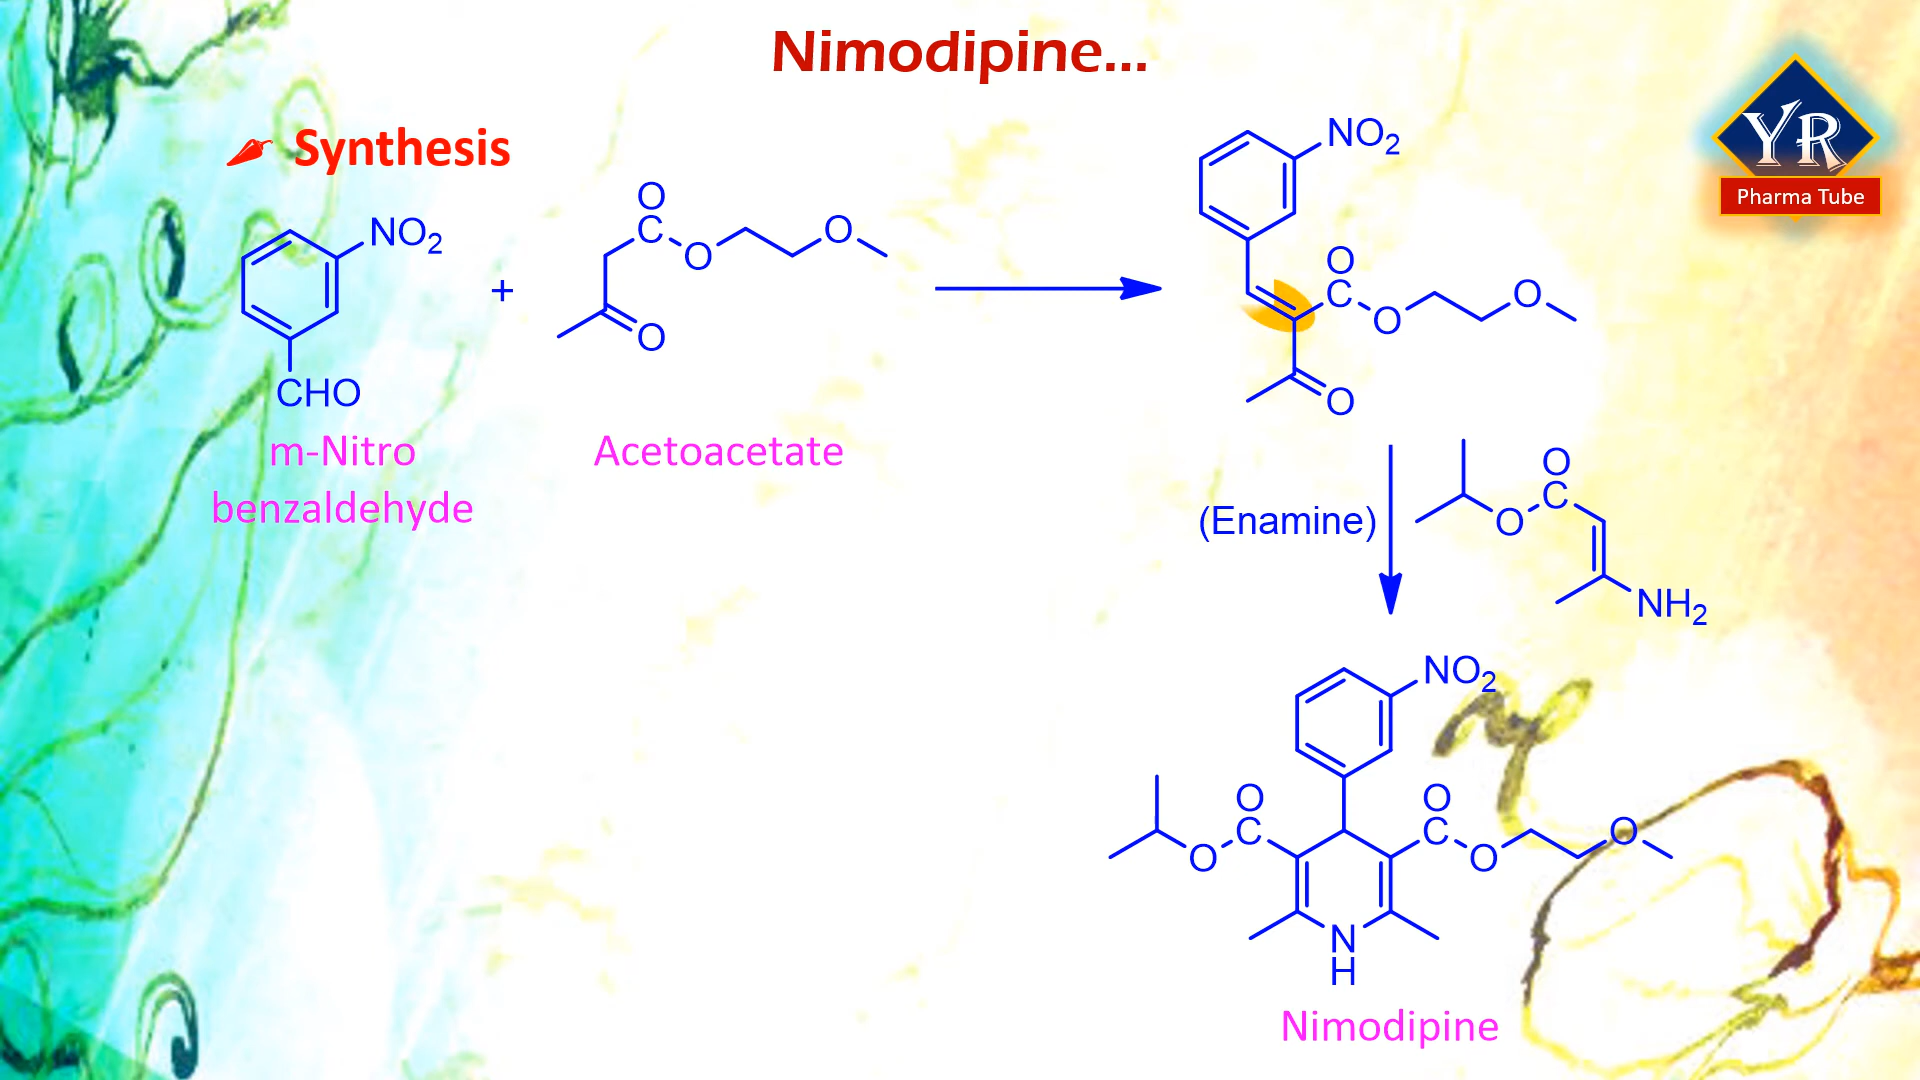 Nimodipine...
YR
Pharma Tube
Synthesis
NO2
CHO
+
O
C
O
O
O
m-Nitro
benzaldehyde
Acetoacetate
NO2
O
C
O
O
O
(Enamine)
O
C
O
NH2
NO2
O
C
O
O
C
O
O
N
H
Nimodipine